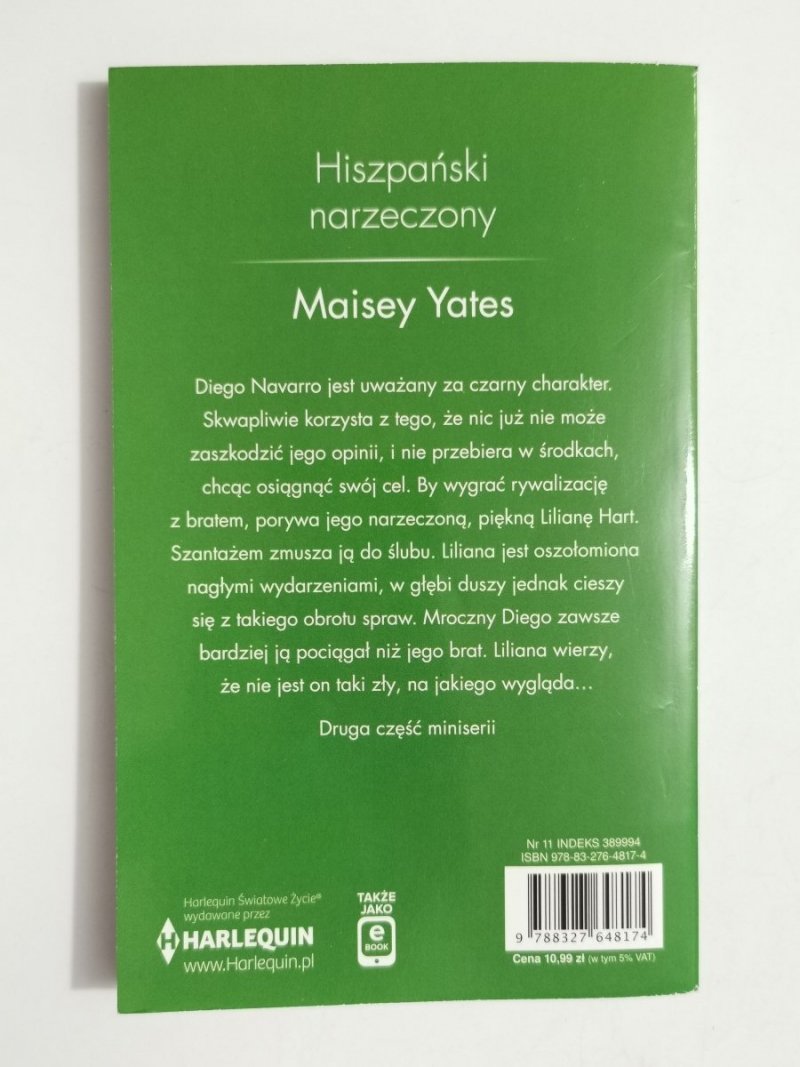 Hiszpański
narzeczony
Maisey Yates
Diego Navarro jest uważany za czarny charakter.
Skwapliwie korzysta z tego, że nic już nie może
zaszkodzić jego opinii, i nie przebiera w środkach,
chcąc osiągnąć swój cel. By wygrać rywalizację
z bratem, porywa jego narzeczoną, piękną Lilianę Hart.
Szantażem zmusza ją do ślubu. Liliana jest oszołomiona
nagłymi wydarzeniami, w głębi duszy jednak cieszy
się z takiego obrotu spraw. Mroczny Diego zawsze
bardziej ją pociągał niż jego brat. Liliana wierzy,
że nie jest on taki zły, na jakiego wygląda...
Druga część miniserii
Nr 11 INDEKS 389994
ISBN 978-83-276-4817-4
9 788327 648174
Cena 10,99 zł (w tym 5% VAT)
Harlequin Światowe Życie®
wydawane przez
HARLEQUIN
www.Harlequin.pl
TAKŻE
JAKO
e
BOOK